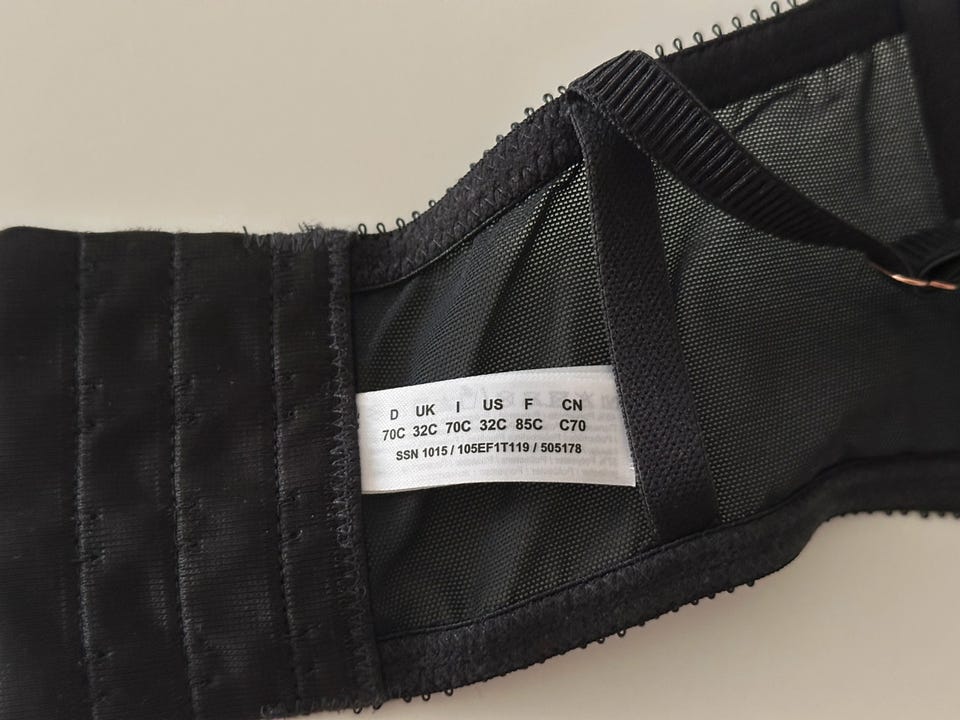 D UK I US F CN
70C 32C 70C 32C 85C C70
SSN 1015 / 105EF1T119 / 505178